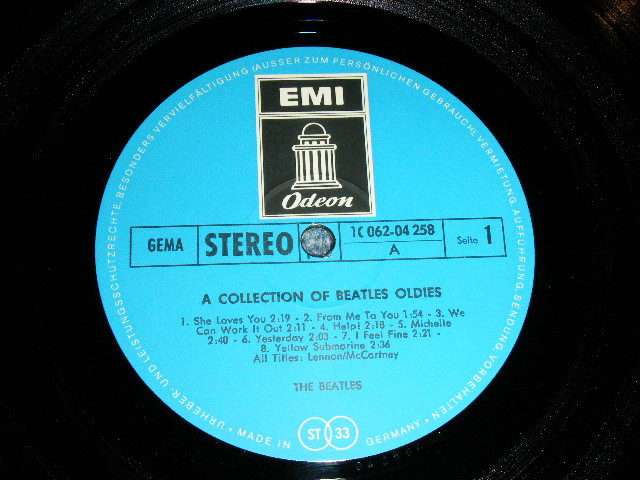 URHEBER- UND LEISTUNGSSCHUTZRECHTE, BESONDERS VERVIELFÄLTIGUNG (AUSSER ZUM PERSÖNLICHEN GEBRAUCH), VERMIETUNG, AUFFÜHRUNG, SENDUNG VORBEHALTEN
EMI
Odeon
GEMA
STEREO
1C 062-04 258
A
Seite 1
A COLLECTION OF BEATLES OLDIES
1. She Loves You 2:19 - 2. From Me To You 1:54 - 3. We
Can Work It Out 2:11 - 4. Help! 2:18 - 5. Michelle
2:40 - 6. Yesterday 2:03 - 7. I Feel Fine 2:21 -
8. Yellow Submarine 2:36
All Titles: Lennon/McCartney
THE BEATLES
• MADE IN
ST 33
GERMANY •